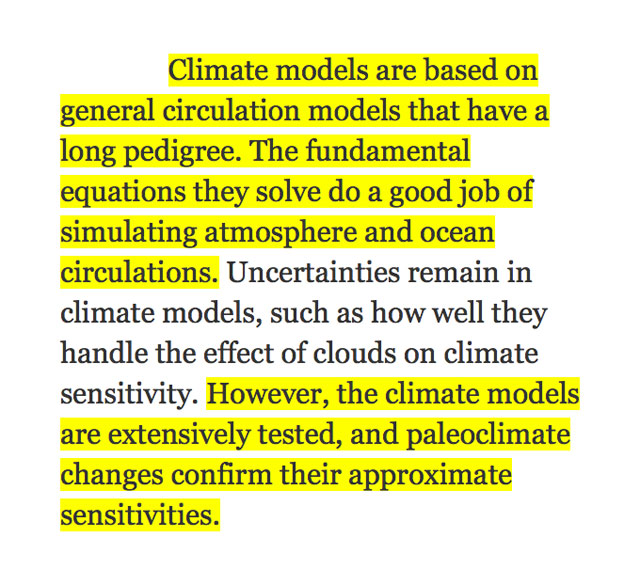 Climate models are based on
general circulation models that have a
long pedigree. The fundamental
equations they solve do a good job of
simulating atmosphere and ocean
circulations. Uncertainties remain in
climate models, such as how well they
handle the effect of clouds on climate
sensitivity. However, the climate models
are extensively tested, and paleoclimate
changes confirm their approximate
sensitivities.